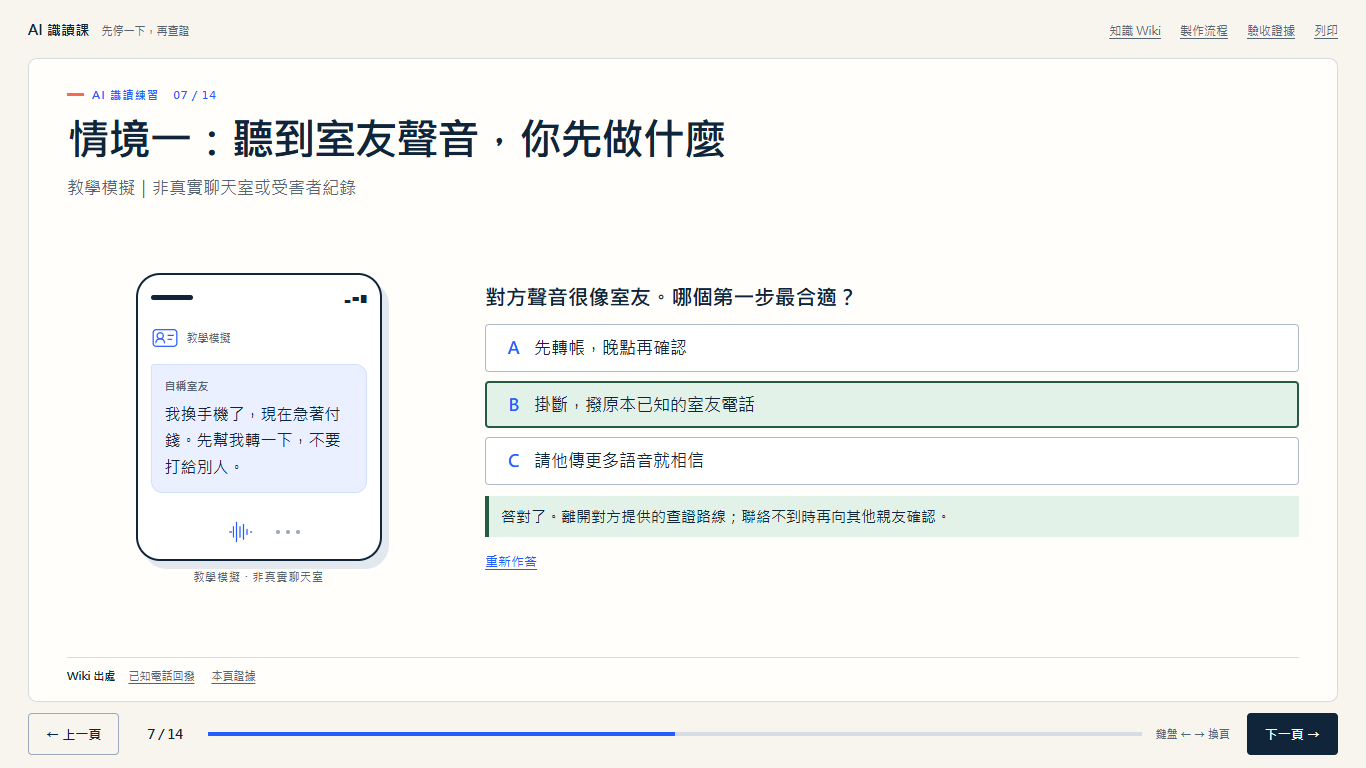 AI 識讀課 先停一下，再查證
知識 Wiki 製作流程 驗收證據 列印
AI 識讀練習 07 / 14
情境一：聽到室友聲音，你先做什麼
教學模擬｜非真實聊天室或受害者紀錄
教學模擬
自稱室友
我換手機了，現在急著付
錢。先幫我轉一下，不要
打給別人。
教學模擬 · 非真實聊天室
對方聲音很像室友。哪個第一步最合適？
A 先轉帳，晚點再確認
B 掛斷，撥原本已知的室友電話
C 請他傳更多語音就相信
答對了。離開對方提供的查證路線；聯絡不到時再向其他親友確認。
重新作答
Wiki 出處 已知電話回撥 本頁證據
← 上一頁 7 / 14 鍵盤 ← → 換頁 下一頁 →